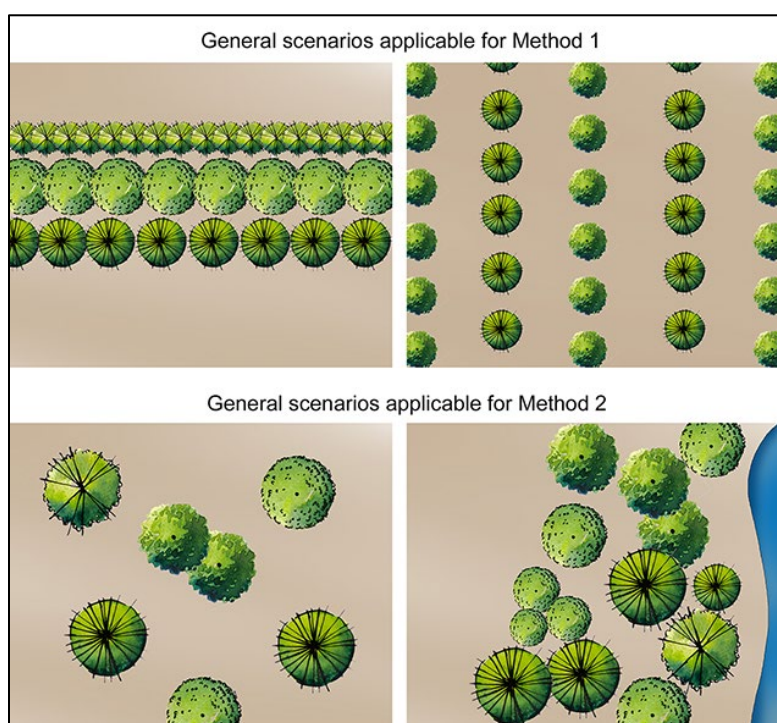 General scenarios applicable for Method 1
General scenarios applicable for Method 2